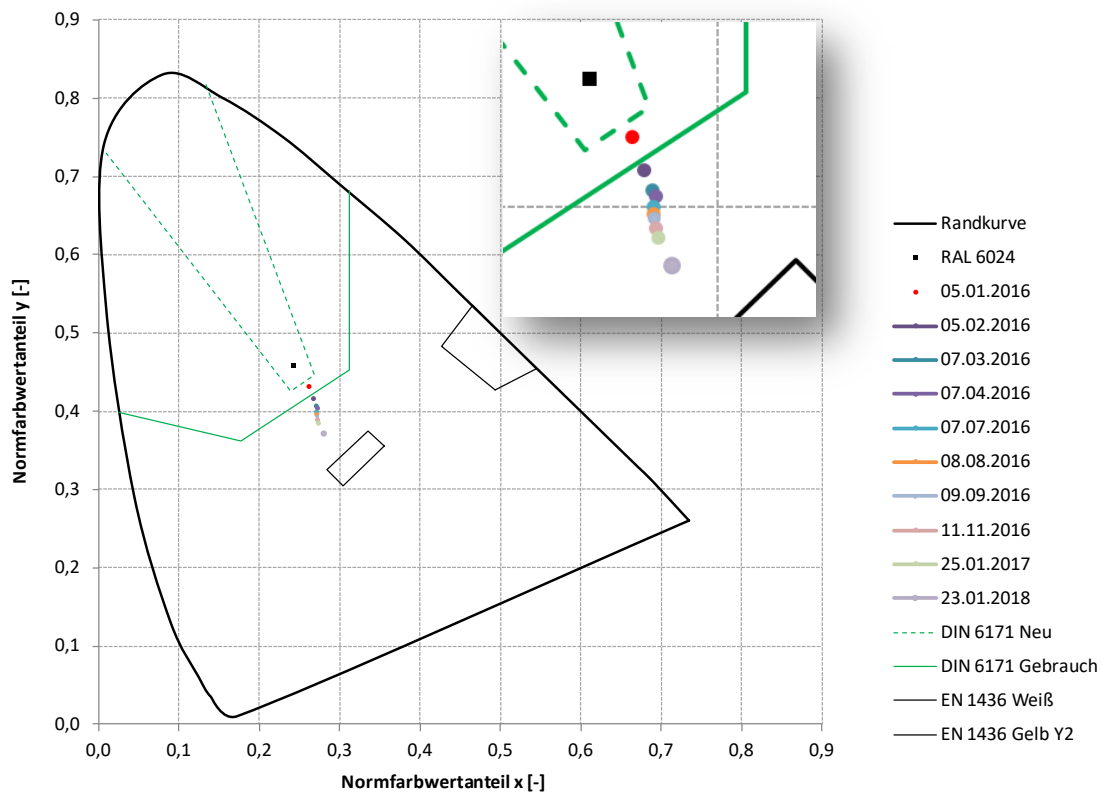 0,9
0,8
0,7
0,6
0,5
0,4
0,3
0,2
0,1
0,0
Normfarbwertanteil y [-]
0,0 0,1 0,2 0,3 0,4 0,5 0,6 0,7 0,8 0,9
Normfarbwertanteil x [-]
Randkurve
RAL 6024
05.01.2016
05.02.2016
07.03.2016
07.04.2016
07.07.2016
08.08.2016
09.09.2016
11.11.2016
25.01.2017
23.01.2018
DIN 6171 Neu
DIN 6171 Gebrauch
EN 1436 Weiß
EN 1436 Gelb Y2